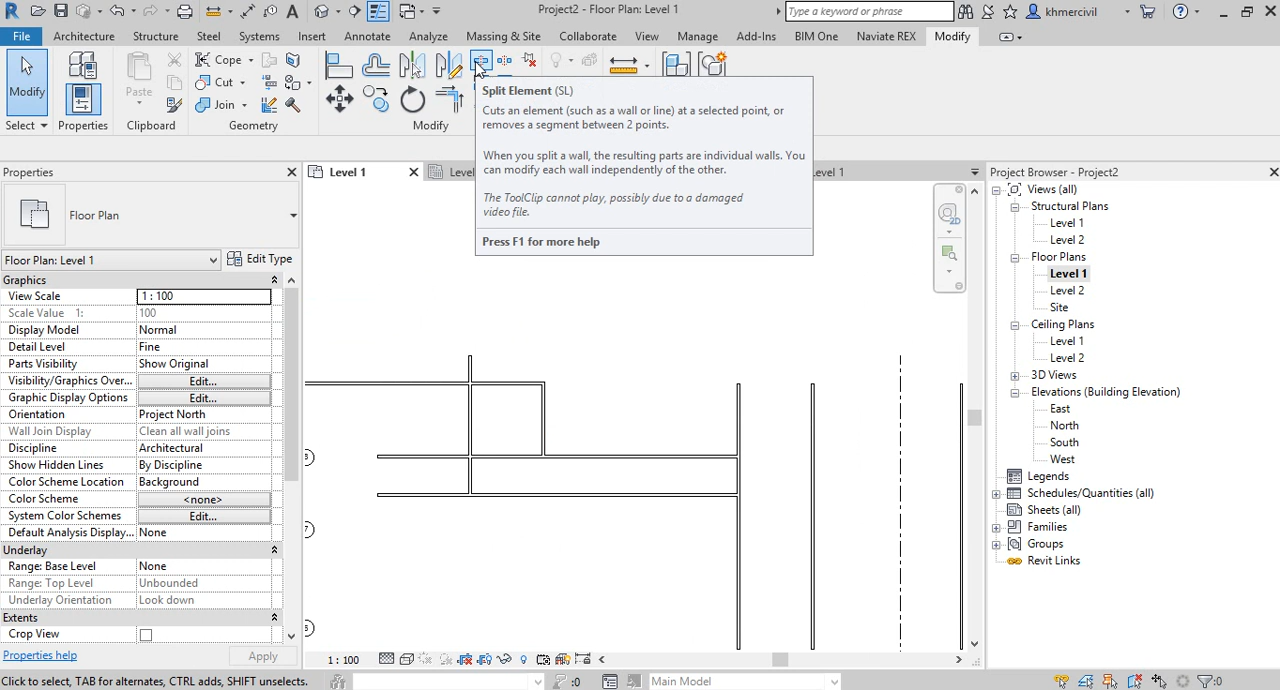 Project2 - Floor Plan: Level 1
Type a keyword or phrase
khmercivil
File Architecture Structure Steel Systems Insert Annotate Analyze Massing & Site Collaborate View Manage Add-Ins BIM One Naviate REX Modify
Modify
Select
Properties
Paste
Clipboard
Cope
Cut
Join
Geometry
Modify
Split Element (SL)
Cuts an element (such as a wall or line) at a selected point, or
removes a segment between 2 points.
When you split a wall, the resulting parts are individual walls. You
can modify each wall independently of the other.
The ToolClip cannot play, possibly due to a damaged
video file.
Press F1 for more help
Level 1
Level 1
Properties
Floor Plan
Floor Plan: Level 1
Edit Type
Graphics
View Scale 1 : 100
Scale Value 1: 100
Display Model Normal
Detail Level Fine
Parts Visibility Show Original
Visibility/Graphics Over... Edit...
Graphic Display Options Edit...
Orientation Project North
Wall Join Display Clean all wall joins
Discipline Architectural
Show Hidden Lines By Discipline
Color Scheme Location Background
Color Scheme <none>
System Color Schemes Edit...
Default Analysis Display... None
Underlay
Range: Base Level None
Range: Top Level Unbounded
Underlay Orientation Look down
Extents
Crop View
Properties help
Apply
2D
7
Project Browser - Project2
Views (all)
Structural Plans
Level 1
Level 2
Floor Plans
Level 1
Level 2
Site
Ceiling Plans
Level 1
Level 2
3D Views
Elevations (Building Elevation)
East
North
South
West
Legends
Schedules/Quantities (all)
Sheets (all)
Families
Groups
Revit Links
1 : 100
Click to select, TAB for alternates, CTRL adds, SHIFT unselects.
:0
Main Model
:0